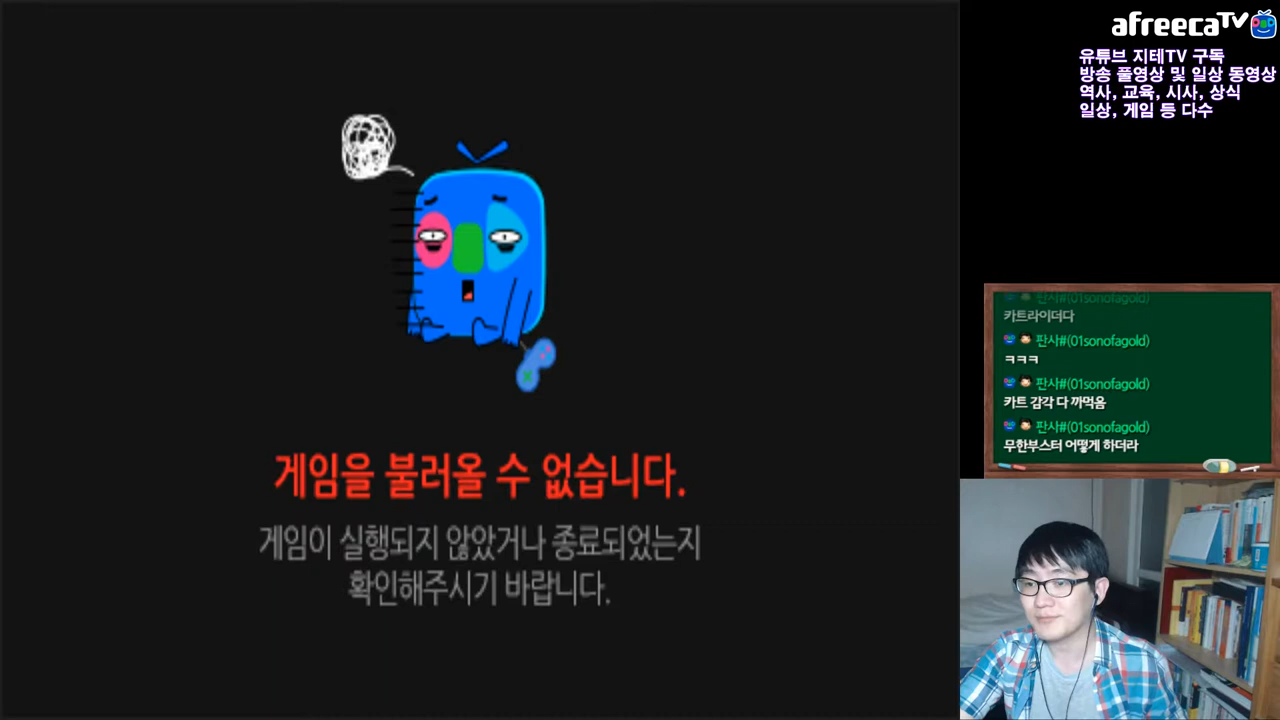 afreecaTV
유튜브 지테TV 구독
방송 풀영상 및 일상 동영상
역사, 교육, 시사, 상식
일상, 게임 등 다수
판사#(01sonofagold)
카트라이더다
판사#(01sonofagold)
ㅋㅋㅋ
판사#(01sonofagold)
카트 감각 다 까먹음
판사#(01sonofagold)
무한부스터 어떻게 하더라
게임을 불러올 수 없습니다.
게임이 실행되지 않았거나 종료되었는지
확인해주시기 바랍니다.